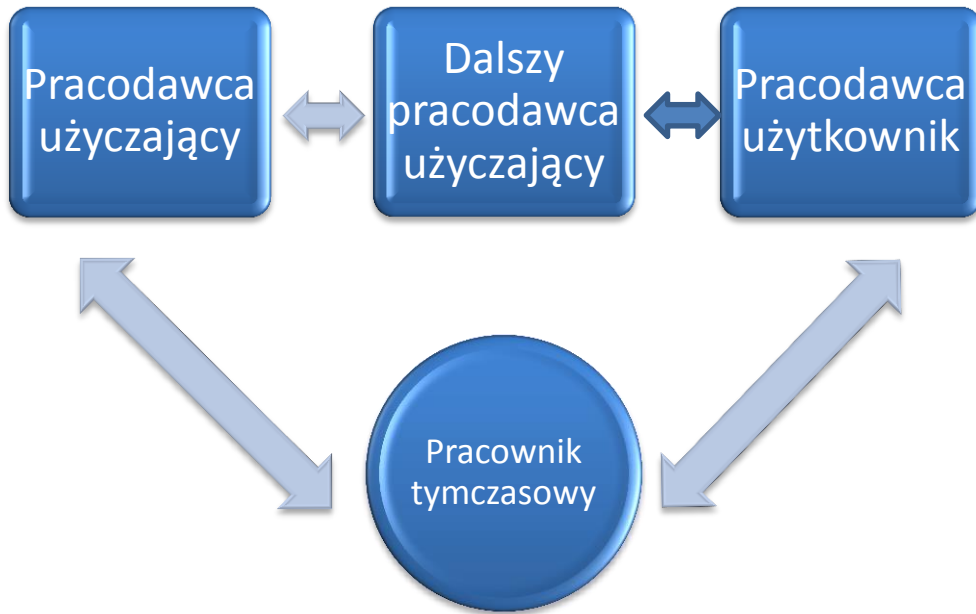 Pracodawca
użyczający
Dalszy
pracodawca
użyczający
Pracodawca
użytkownik
Pracownik
tymczasowy